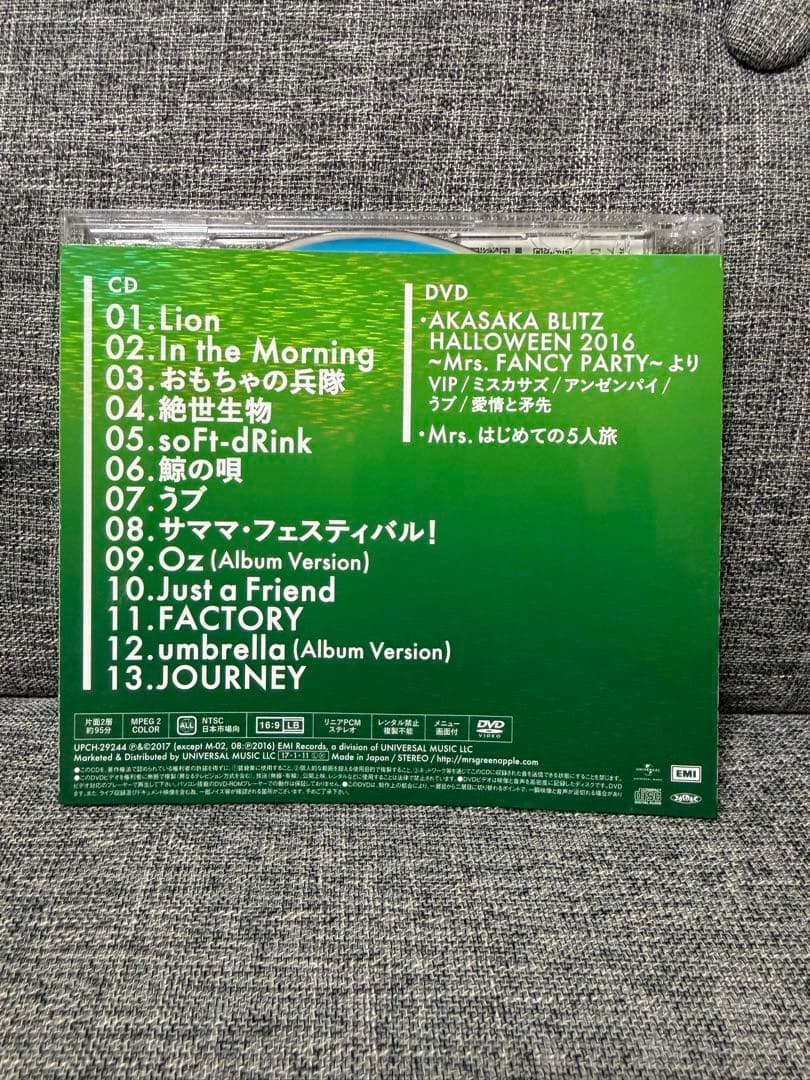 CD
01.Lion
02.In the Morning
03.おもちゃの兵隊
04.絶世生物
05.soFt-dRink
06.鯨の唄
07.うブ
08.サママ・フェスティバル!
09.Oz (Album Version)
10.Just a Friend
11.FACTORY
12.umbrella (Album Version)
13.JOURNEY
DVD
・AKASAKA BLITZ
HALLOWEEN 2016
~Mrs. FANCY PARTY~ より
VIP/ミスカサズ/アンゼンパイ/
うブ/愛情と矛先
・Mrs. はじめての5人旅
片面2層
約95分
MPEG 2
COLOR
ALL
NTSC
日本市場向
16:9 LB
リニアPCM
ステレオ
レンタル禁止
複製不能
メニュー
画面付
DVD
VIDEO
UPCH-29244 Ⓟ&©2017 (except M-02, 08:Ⓟ2016) EMI Records, a division of UNIVERSAL MUSIC LLC
Marketed & Distributed by UNIVERSAL MUSIC LLC 17・1・11 Made in Japan / STEREO / http://mrsgreenapple.com
UNIVERSAL
EMI